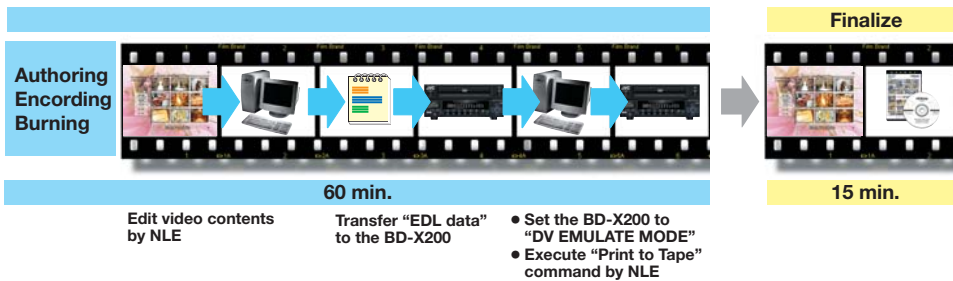 Finalize
Authoring
Encording
Burning
60 min.
15 min.
Edit video contents
by NLE
Transfer “EDL data”
to the BD-X200
● Set the BD-X200 to
“DV EMULATE MODE”
● Execute “Print to Tape”
command by NLE